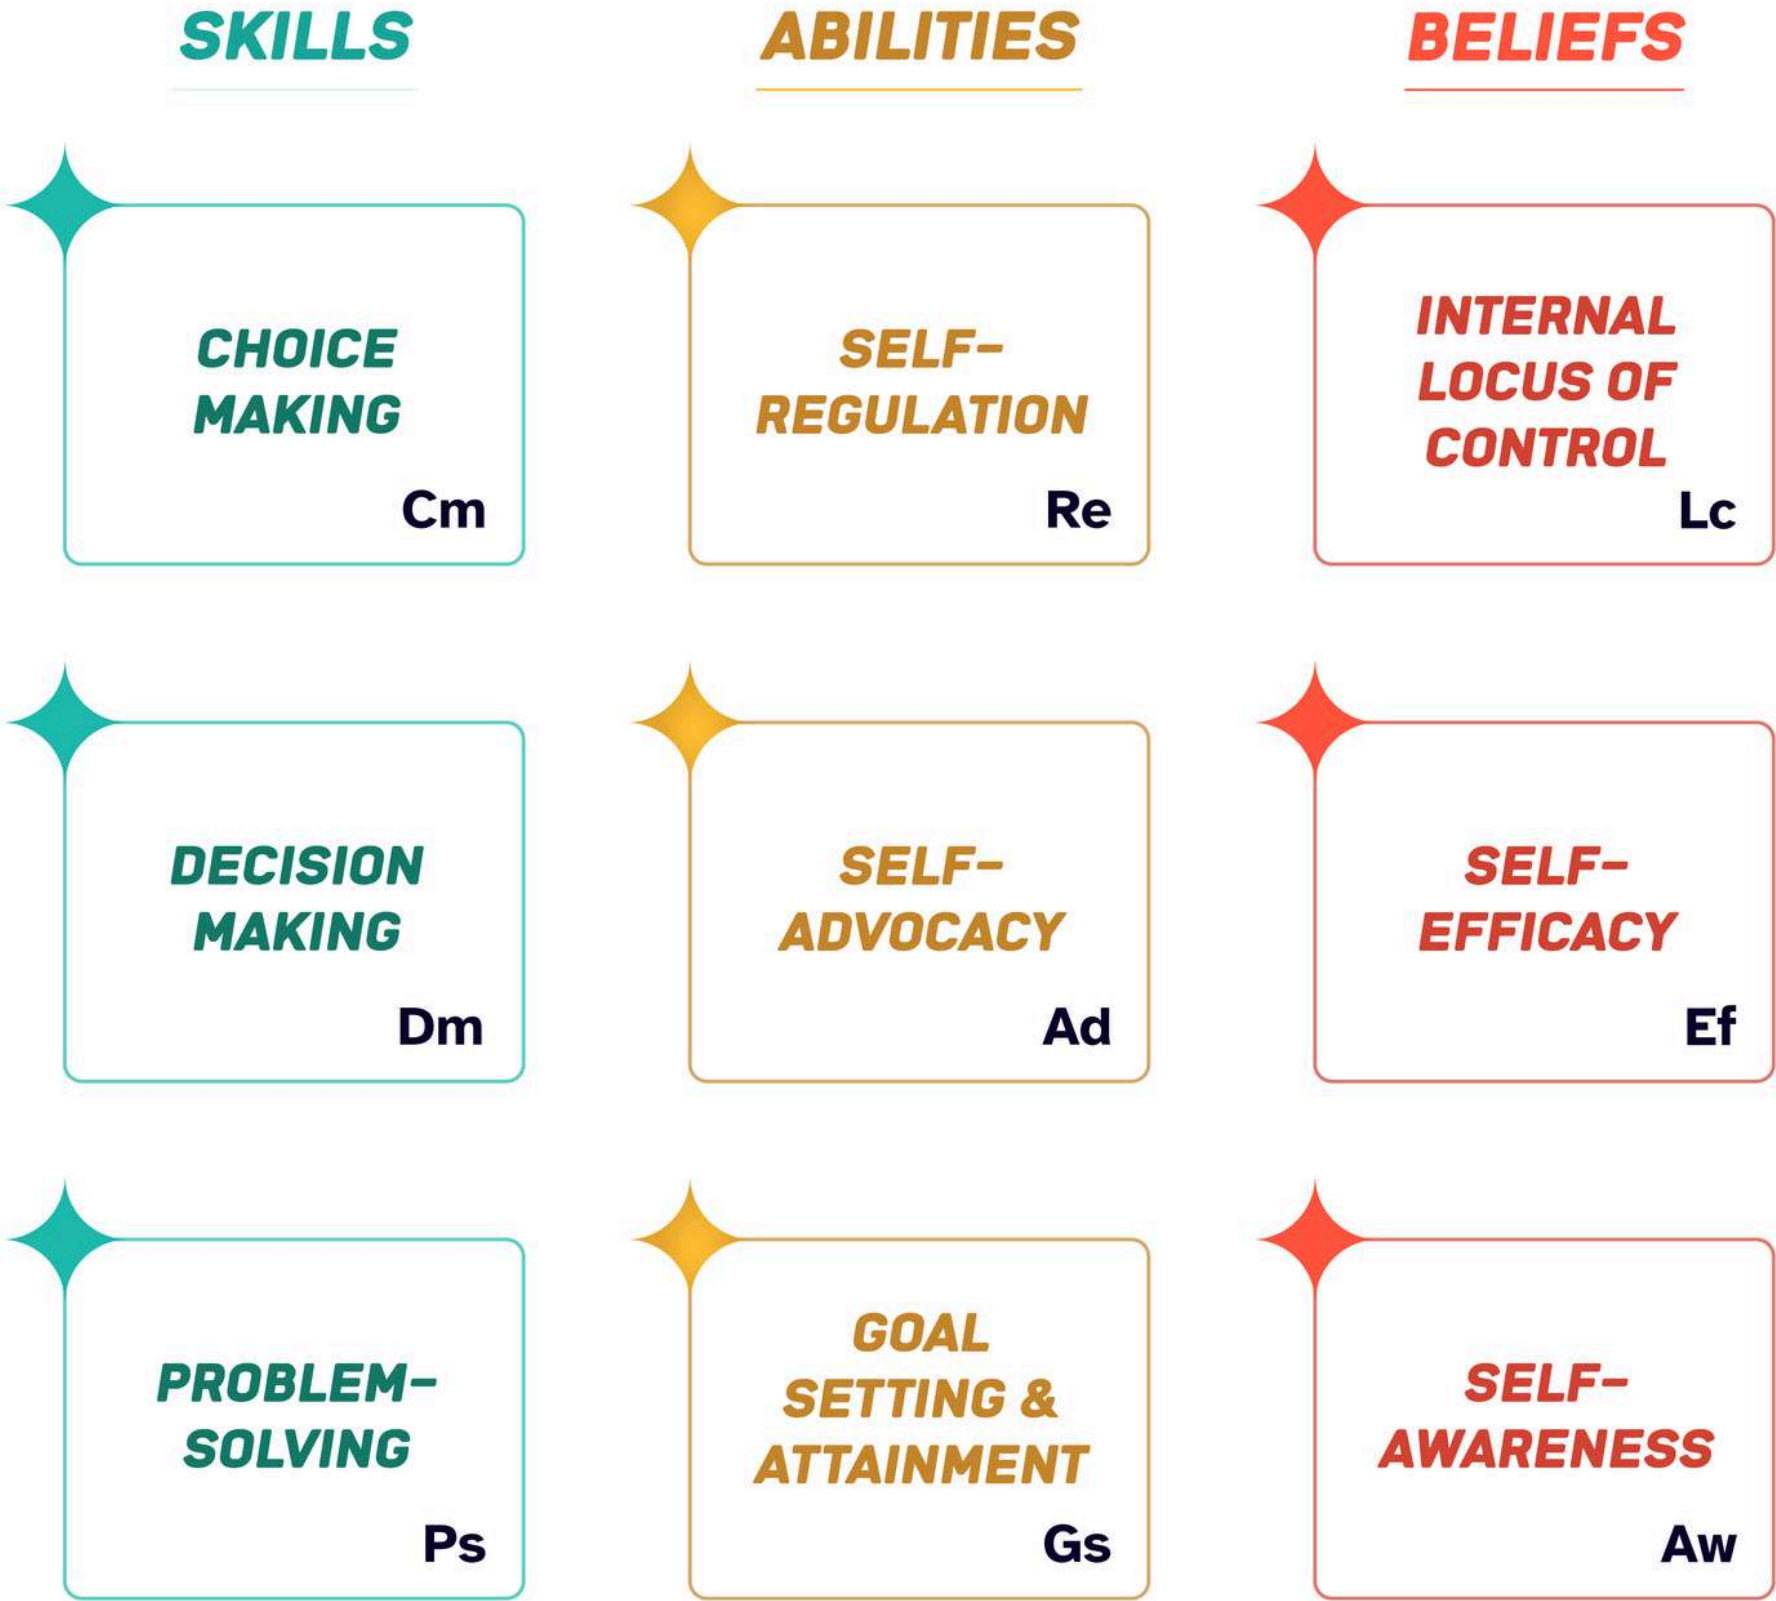 SKILLS
ABILITIES
BELIEFS
CHOICE
MAKING
Cm
SELF-
REGULATION
Re
INTERNAL
LOCUS OF
CONTROL
Lc
DECISION
MAKING
Dm
SELF-
ADVOCACY
Ad
SELF-
EFFICACY
Ef
PROBLEM-
SOLVING
Ps
GOAL
SETTING &
ATTAINMENT
Gs
SELF-
AWARENESS
Aw